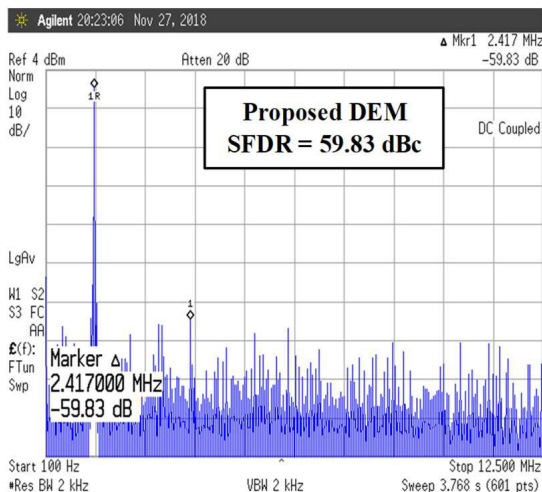 Agilent 20:23:06 Nov 27, 2018
Δ Mkr1 2.417 MHz
Ref 4 dBm Atten 20 dB -59.83 dB
Norm
Log
10
dB/
1R
Proposed DEM
SFDR = 59.83 dBc
DC Coupled
LgAv
1
W1 S2
S3 FC
AA
£(f):
FTun
Swp
Marker Δ
2.417000 MHz
-59.83 dB
Start 100 Hz Stop 12.500 MHz
#Res BW 2 kHz VBW 2 kHz Sweep 3.768 s (601 pts)